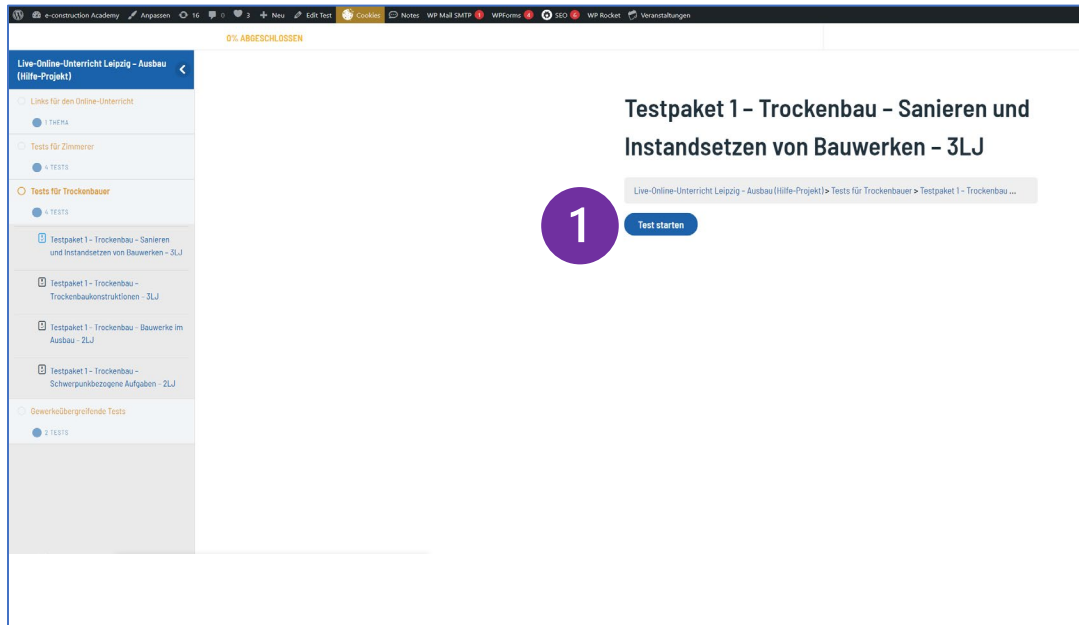 e-construction Academy Anpassen 16 0 3 + Neu Edit Test Cookies Notes WP Mail SMTP 1 WPForms 4 SEO 6 WP Rocket Veranstaltungen
0% ABGESCHLOSSEN
Live-Online-Unterricht Leipzig – Ausbau
(Hilfe-Projekt)
Links für den Online-Unterricht
1 THEMA
Tests für Zimmerer
4 TESTS
Tests für Trockenbauer
4 TESTS
Testpaket 1 – Trockenbau – Sanieren
und Instandsetzen von Bauwerken – 3LJ
Testpaket 1 – Trockenbau –
Trockenbaukonstruktionen – 3LJ
Testpaket 1 – Trockenbau – Bauwerke im
Ausbau – 2LJ
Testpaket 1 – Trockenbau –
Schwerpunkbezogene Aufgaben – 2LJ
Gewerkeübergreifende Tests
2 TESTS
Testpaket 1 – Trockenbau – Sanieren und
Instandsetzen von Bauwerken – 3LJ
Live-Online-Unterricht Leipzig – Ausbau (Hilfe-Projekt) > Tests für Trockenbauer > Testpaket 1 – Trockenbau ...
1
Test starten